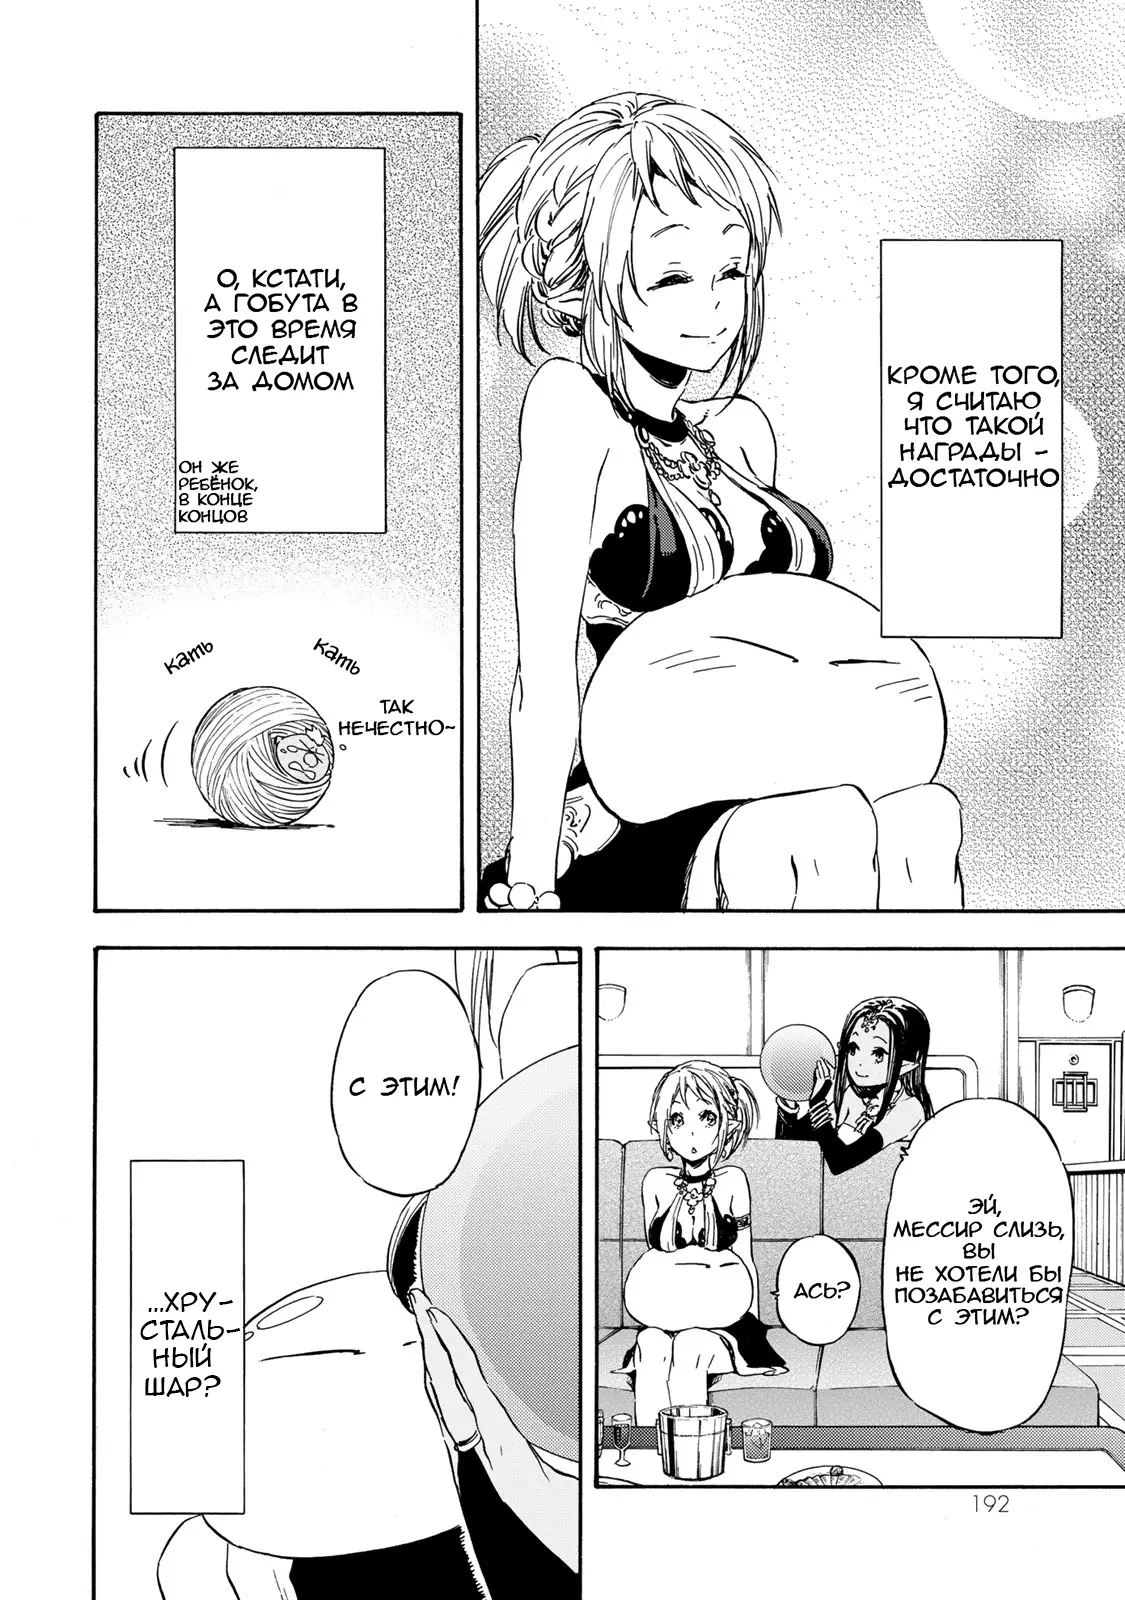 КРОМЕ ТОГО,
Я СЧИТАЮ
ЧТО ТАКОЙ
НАГРАДЫ -
ДОСТАТОЧНО
О, КСТАТИ,
А ГОБУТА В
ЭТО ВРЕМЯ
СЛЕДИТ
ЗА ДОМОМ
ОН ЖЕ
РЕБЁНОК,
В КОНЦЕ
КОНЦОВ
КАТЬ
КАТЬ
ТАК
НЕЧЕСТНО~
ЭЙ,
МЕССИР СЛИЗЬ,
ВЫ
НЕ ХОТЕЛИ БЫ
ПОЗАБАВИТЬСЯ
С ЭТИМ?
АСЬ?
С ЭТИМ!
...ХРУ-
СТАЛЬ-
НЫЙ
ШАР?
192